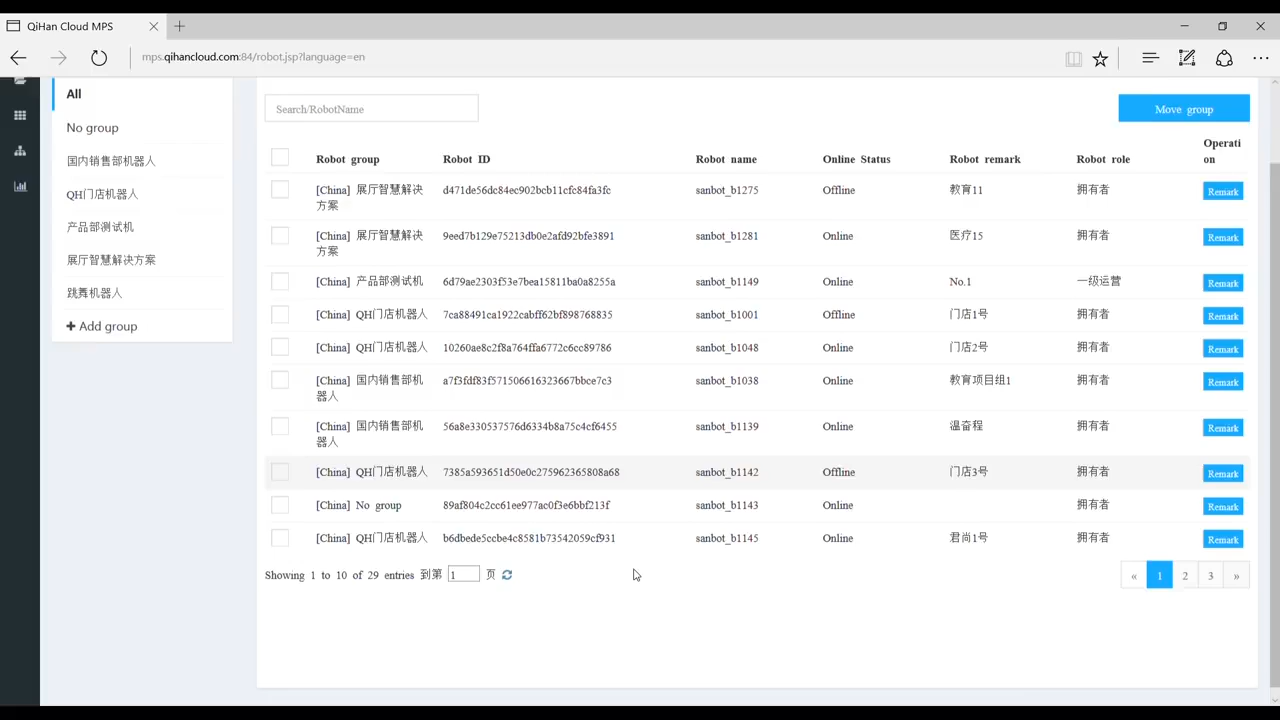 QiHan Cloud MPS
mps.qihancloud.com:84/robot.jsp?language=en
All
No group
国内销售部机器人
QH门店机器人
产品部测试机
展厅智慧解决方案
跳舞机器人
Add group
Search/RobotName
Move group
Robot group Robot ID Robot name Online Status Robot remark Robot role Operati
on
[China] 展厅智慧解决 d471de56dc84ec902bcb11cfc84fa3fc sanbot_b1275 Offline 教育11 拥有者 Remark
方案
[China] 展厅智慧解决 9eed7b129e75213db0e2afd92bfe3891 sanbot_b1281 Online 医疗15 拥有者 Remark
方案
[China] 产品部测试机 6d79ae2303f53e7bea15811ba0a8255a sanbot_b1149 Online No.1 一级运营 Remark
[China] QH门店机器人 7ca88491ca1922cabff62bf898768835 sanbot_b1001 Offline 门店1号 拥有者 Remark
[China] QH门店机器人 10260ae8c2f8a764ffa6772c6cc89786 sanbot_b1048 Online 门店2号 拥有者 Remark
[China] 国内销售部机 a7f3fdf83f571506616323667bbce7c3 sanbot_b1038 Online 教育项目组1 拥有者 Remark
器人
[China] 国内销售部机 56a8e330537576d6334b8a75c4cf6455 sanbot_b1139 Online 温奋程 拥有者 Remark
器人
[China] QH门店机器人 7385a593651d50e0c275962365808a68 sanbot_b1142 Offline 门店3号 拥有者 Remark
[China] No group 89af804c2cc61ee977ac0f3e6bbf213f sanbot_b1143 Online 拥有者 Remark
[China] QH门店机器人 b6dbede5ccbe4c8581b73542059cf931 sanbot_b1145 Online 君尚1号 拥有者 Remark
Showing 1 to 10 of 29 entries 到第 1 页
« 1 2 3 »